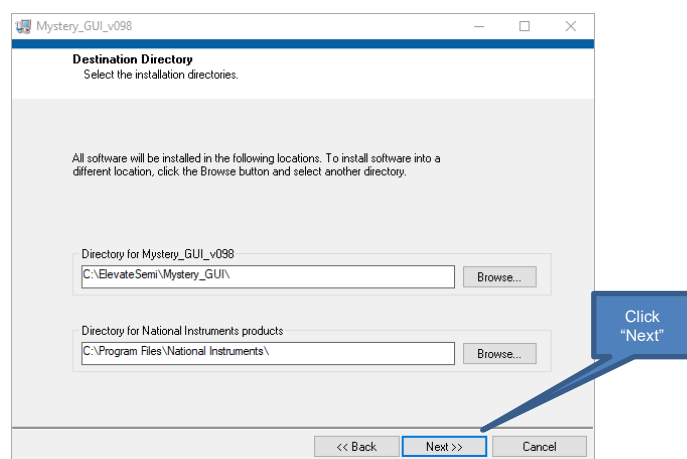 Mystery_GUI_v098
Destination Directory
Select the installation directories.
All software will be installed in the following locations. To install software into a
different location, click the Browse button and select another directory.
Directory for Mystery_GUI_v098
C:\ElevateSemi\Mystery_GUI\
Browse...
Directory for National Instruments products
C:\Program Files\National Instruments\
Browse...
Click
“Next”
<< Back
Next >>
Cancel